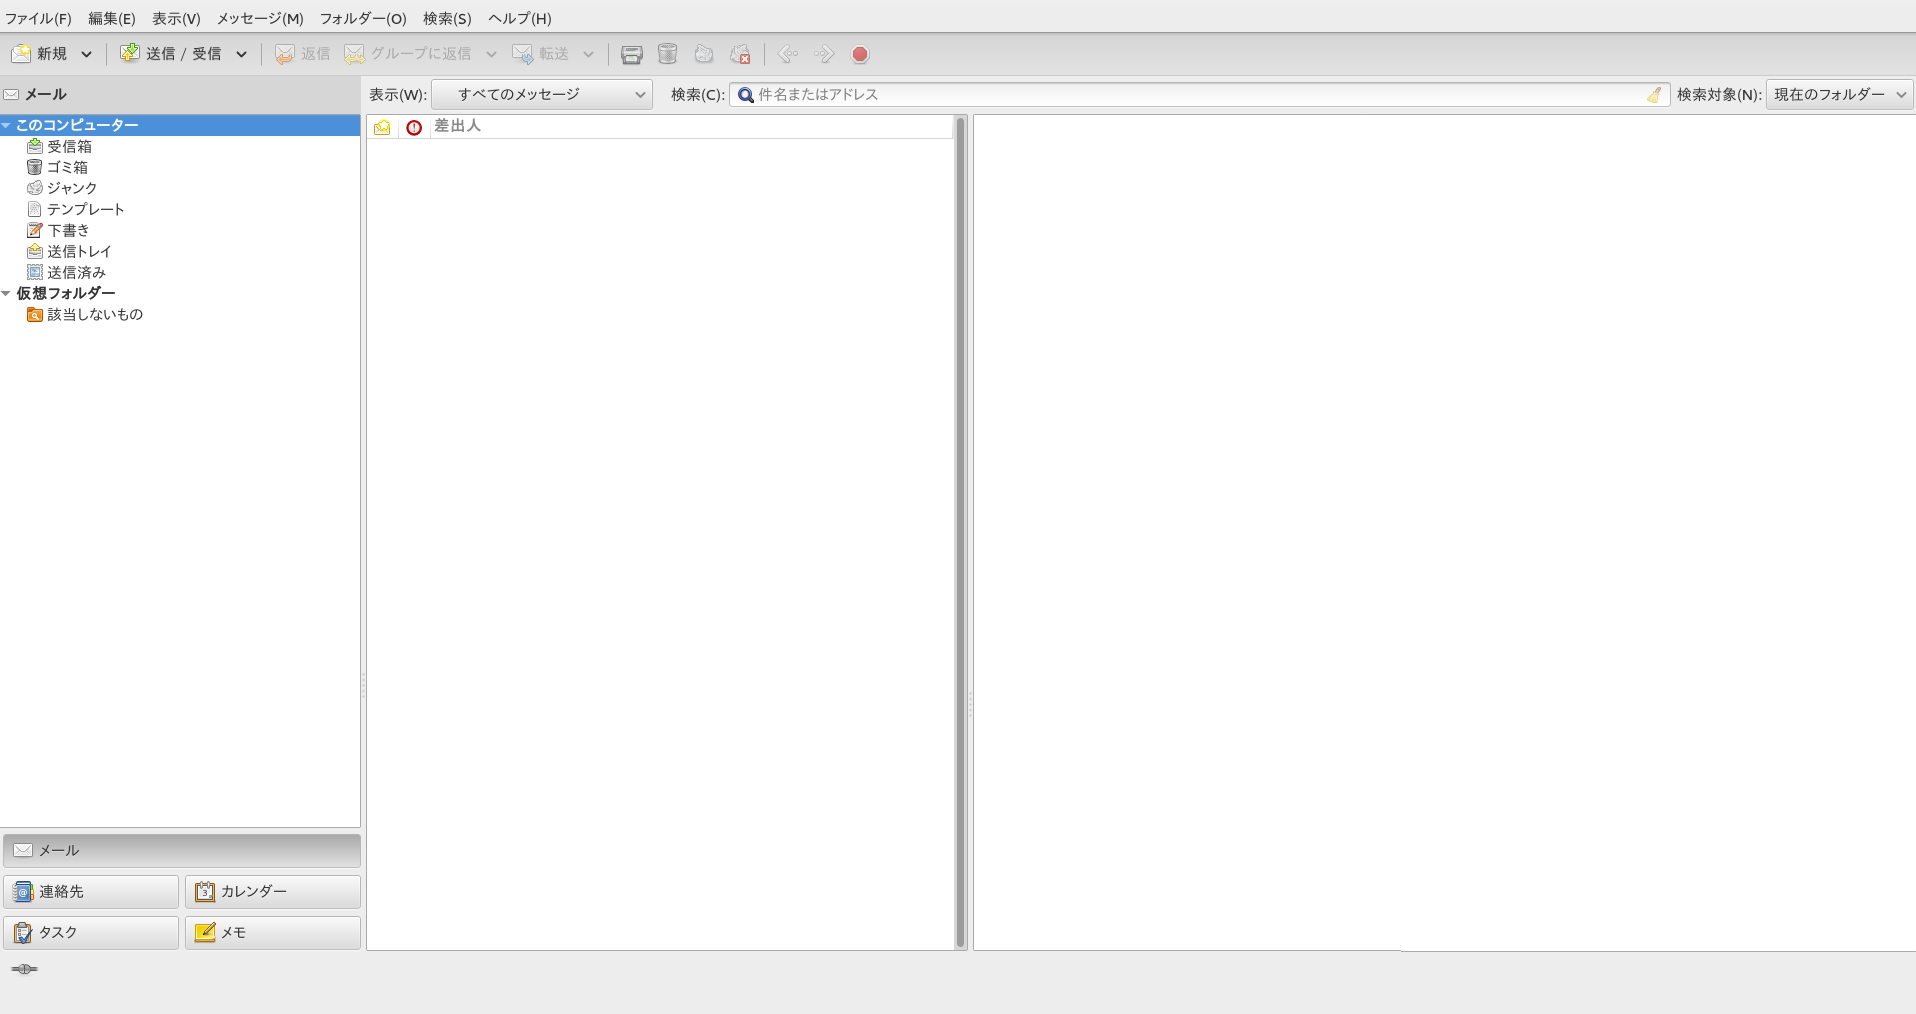 ファイル(F) 編集(E) 表示(V) メッセージ(M) フォルダー(O) 検索(S) ヘルプ(H)
新規 送信 / 受信 返信 グループに返信 転送
メール 表示(W): すべてのメッセージ 検索(C): 件名またはアドレス 検索対象(N): 現在のフォルダー
このコンピューター 差出人
受信箱
ゴミ箱
ジャンク
テンプレート
下書き
送信トレイ
送信済み
仮想フォルダー
該当しないもの
メール
連絡先 カレンダー
タスク メモ